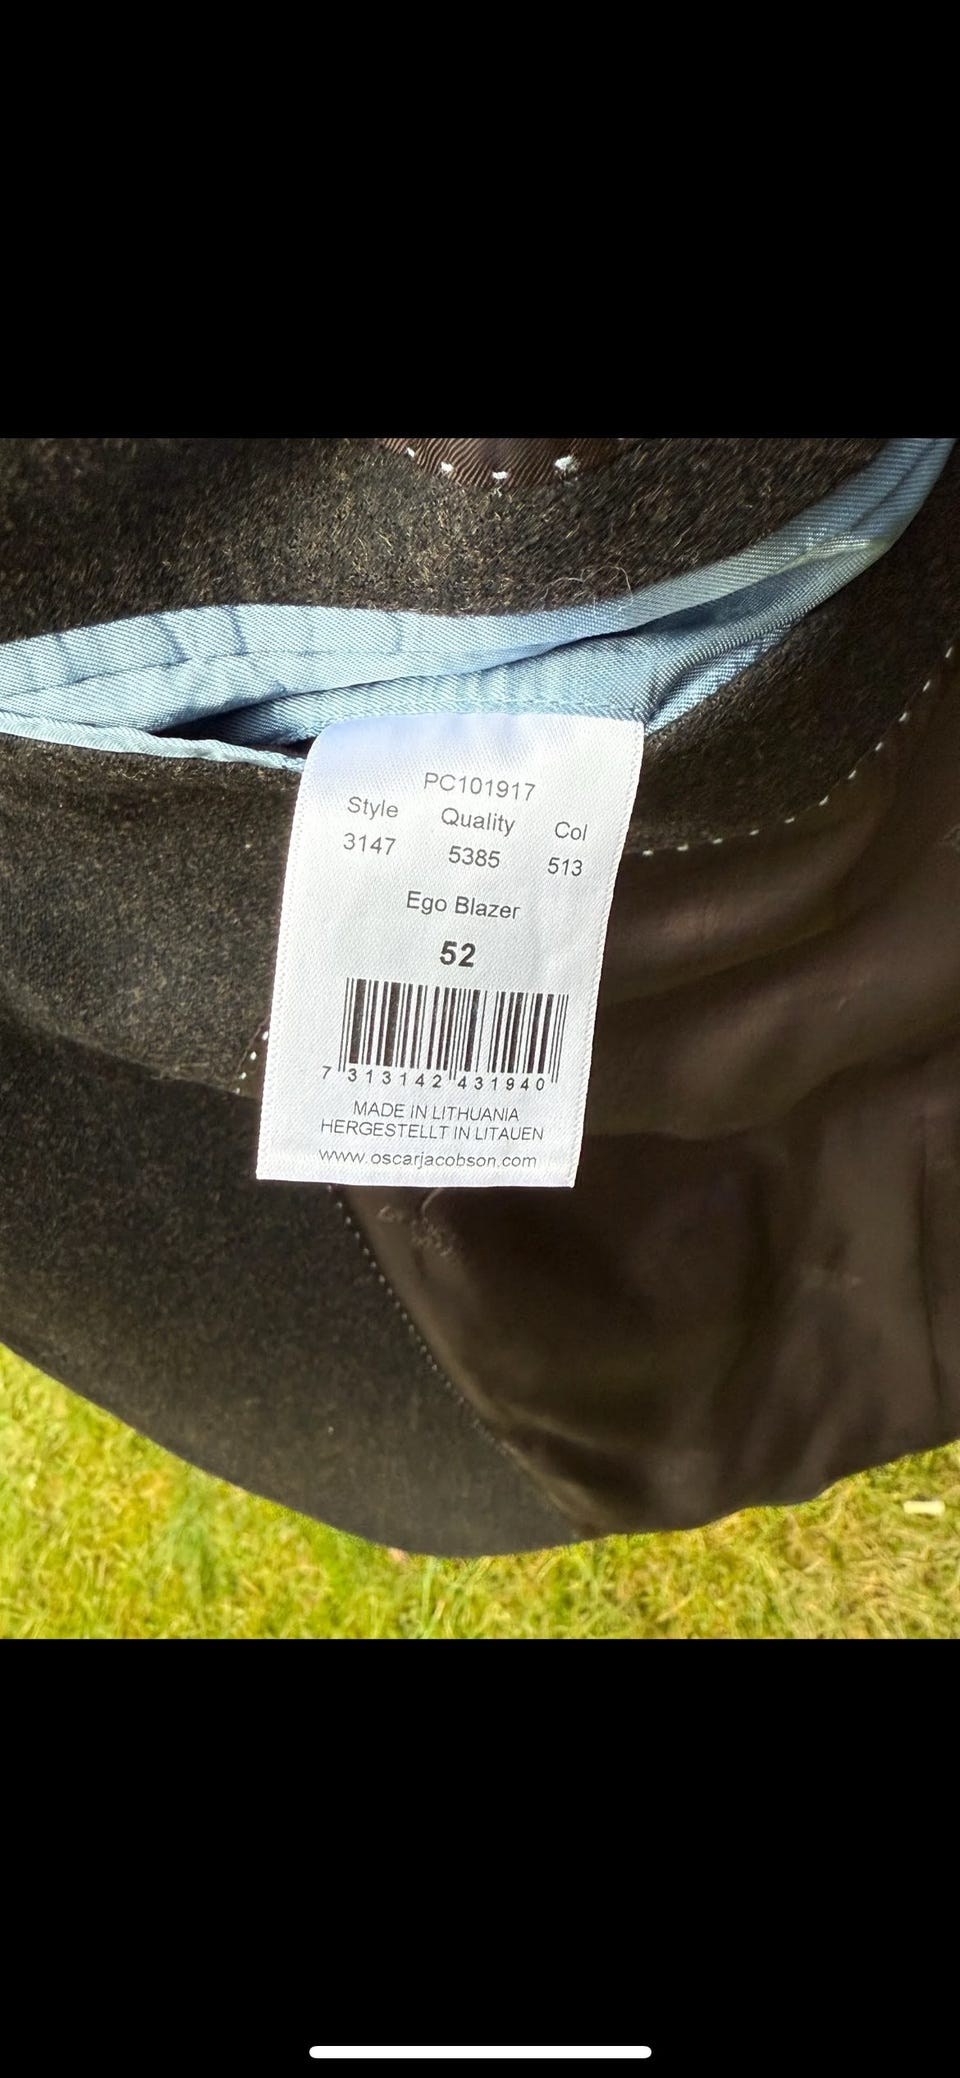 PC101917
Style Quality Col
3147 5385 513
Ego Blazer
52
7 313142 431940
MADE IN LITHUANIA
HERGESTELLT IN LITAUEN
www.oscarjacobson.com